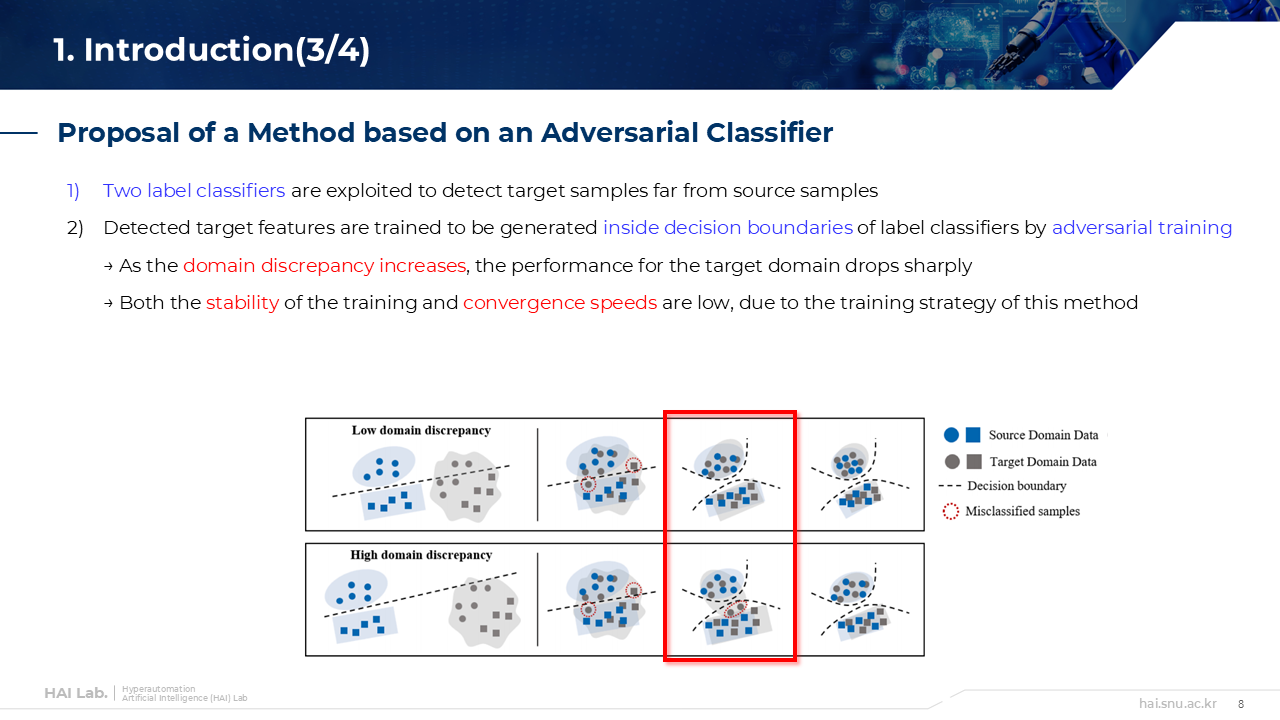 1. Introduction(3/4)
Proposal of a Method based on an Adversarial Classifier
1) Two label classifiers are exploited to detect target samples far from source samples
2) Detected target features are trained to be generated inside decision boundaries of label classifiers by adversarial training
→ As the domain discrepancy increases, the performance for the target domain drops sharply
→ Both the stability of the training and convergence speeds are low, due to the training strategy of this method
Low domain discrepancy
High domain discrepancy
Source Domain Data
Target Domain Data
Decision boundary
Misclassified samples
HAI Lab.
Hyperautomation
Artificial Intelligence (HAI) Lab
hai.snu.ac.kr
8